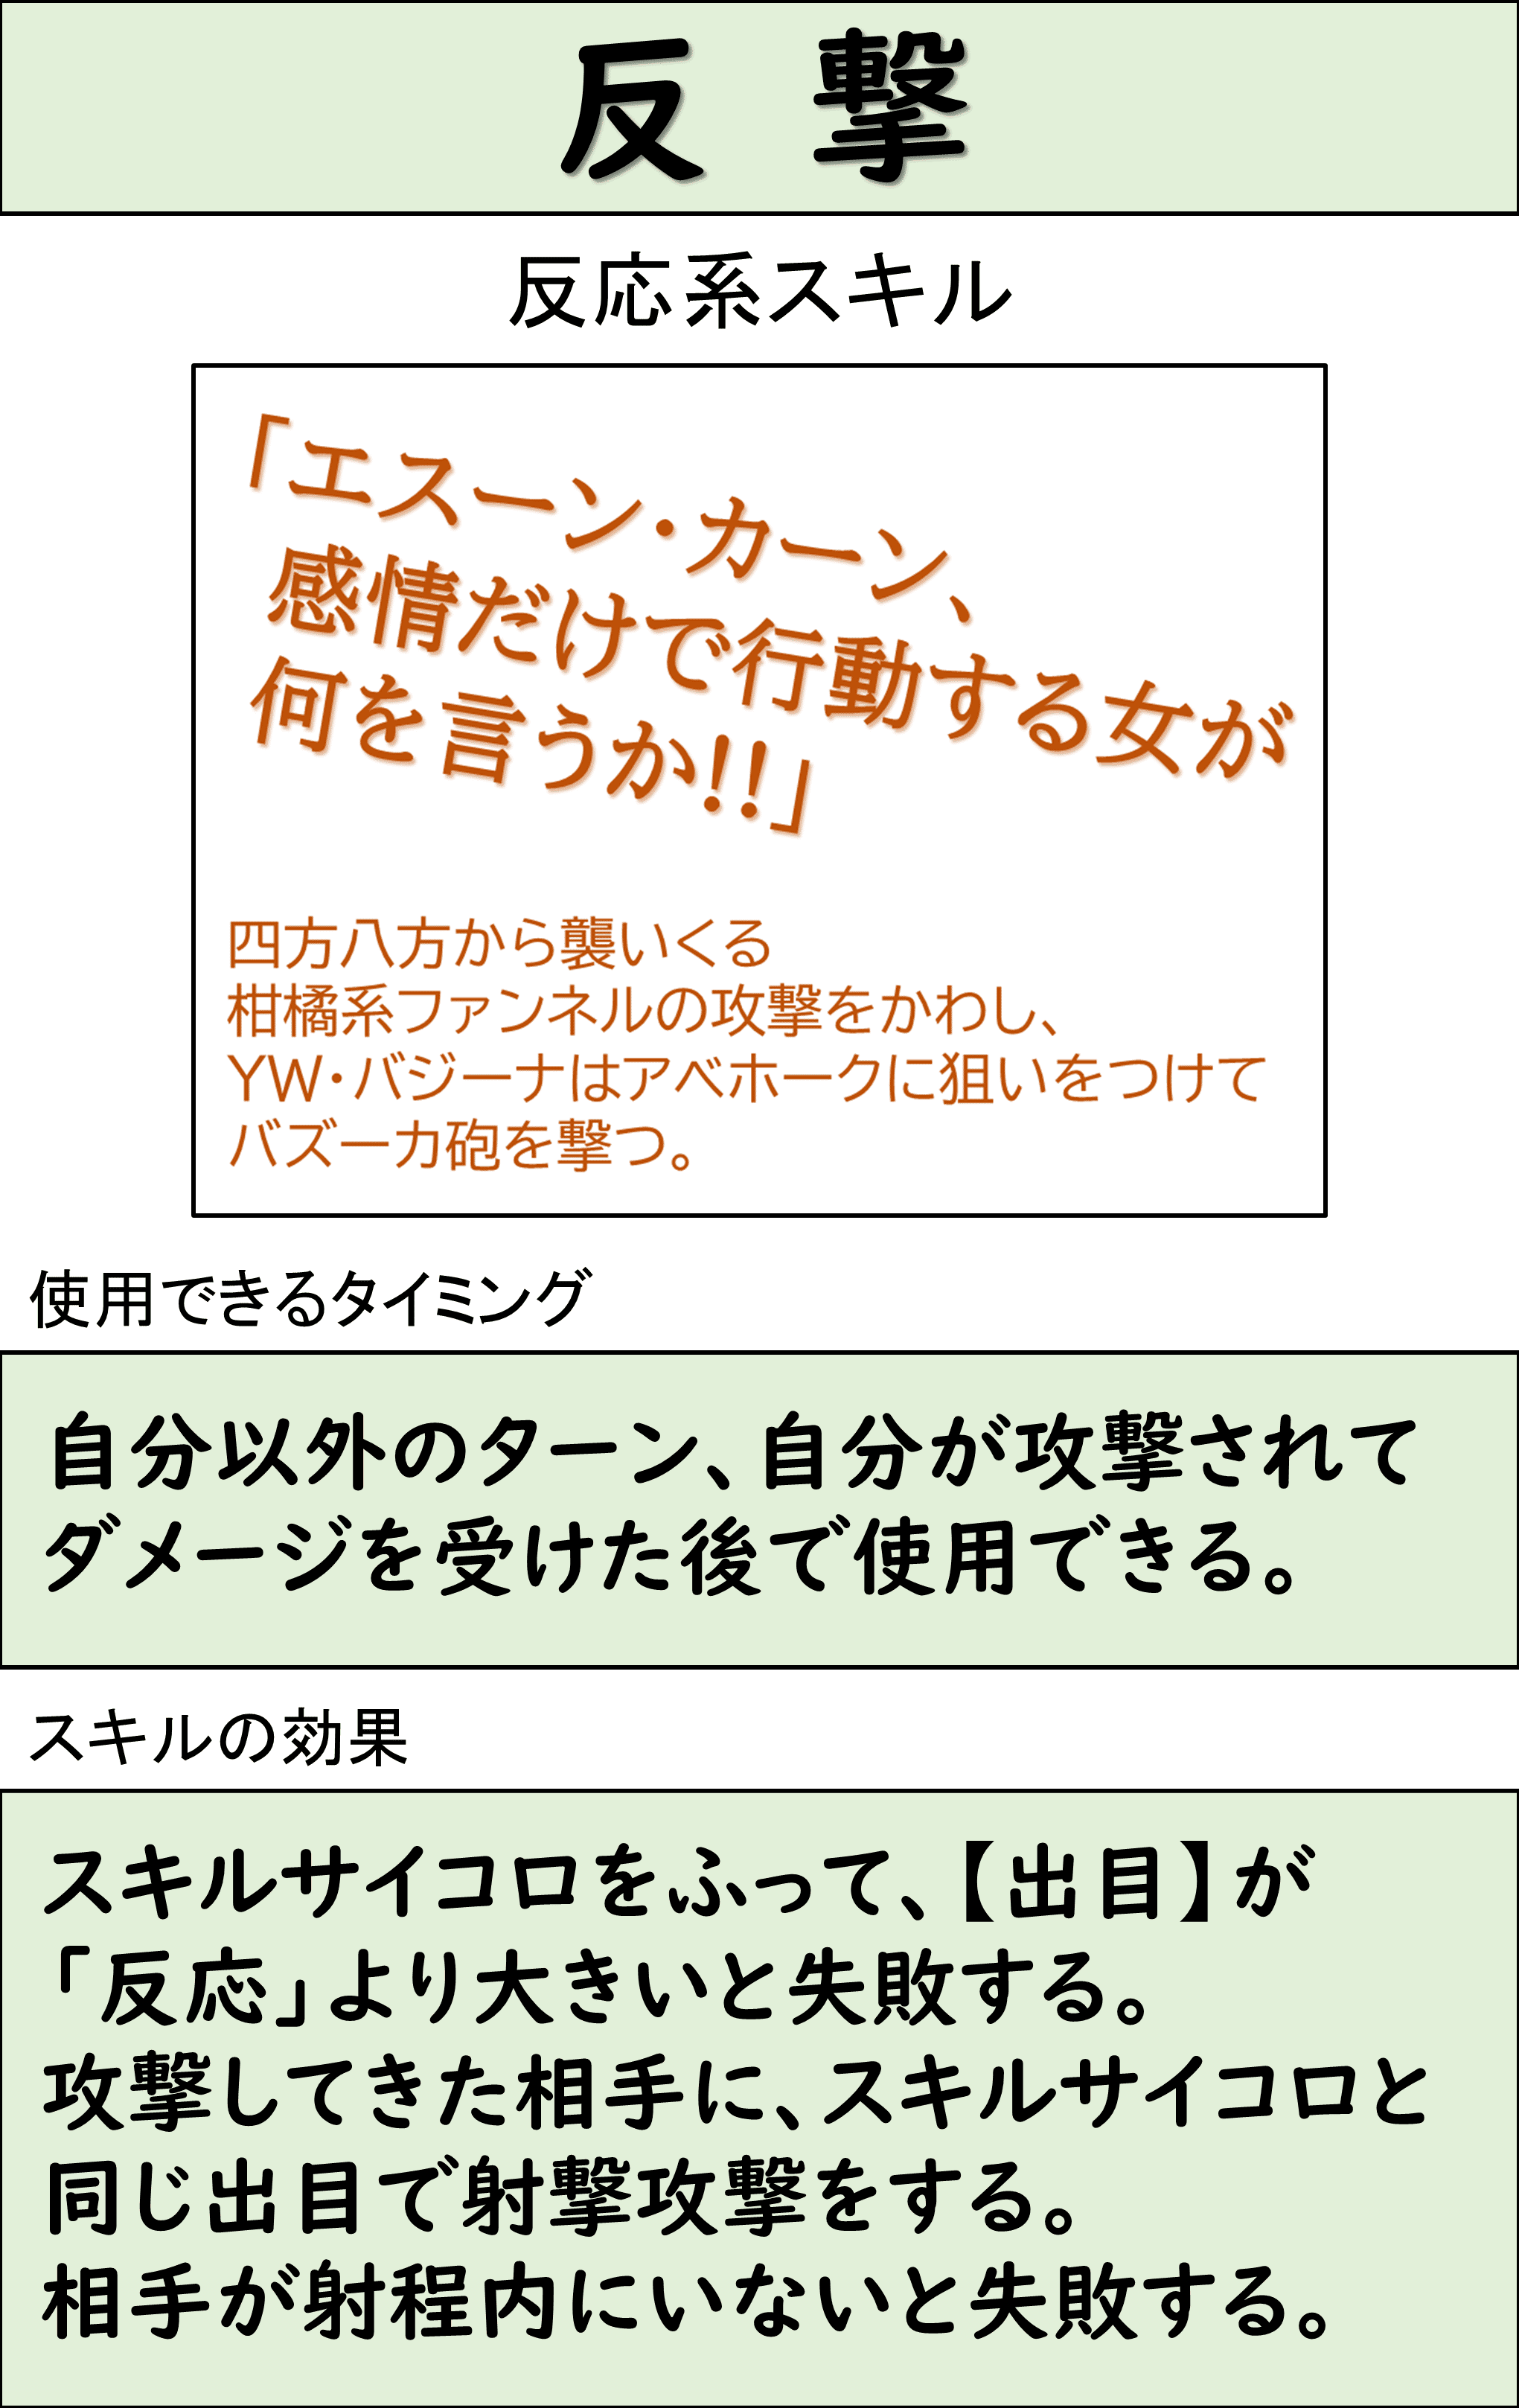 反撃
反応系スキル
「エスーン・カーン、
感情だけで行動する女が
何を言うか!!」
四方八方から襲いくる
柑橘系ファンネルの攻撃をかわし、
YW・バジーナはアベホークに狙いをつけて
バズーカ砲を撃つ。
使用できるタイミング
自分以外のターン、自分が攻撃されて
ダメージを受けた後で使用できる。
スキルの効果
スキルサイコロをふって、【出目】が
「反応」より大きいと失敗する。
攻撃してきた相手に、スキルサイコロと
同じ出目で射撃攻撃をする。
相手が射程内にいないと失敗する。